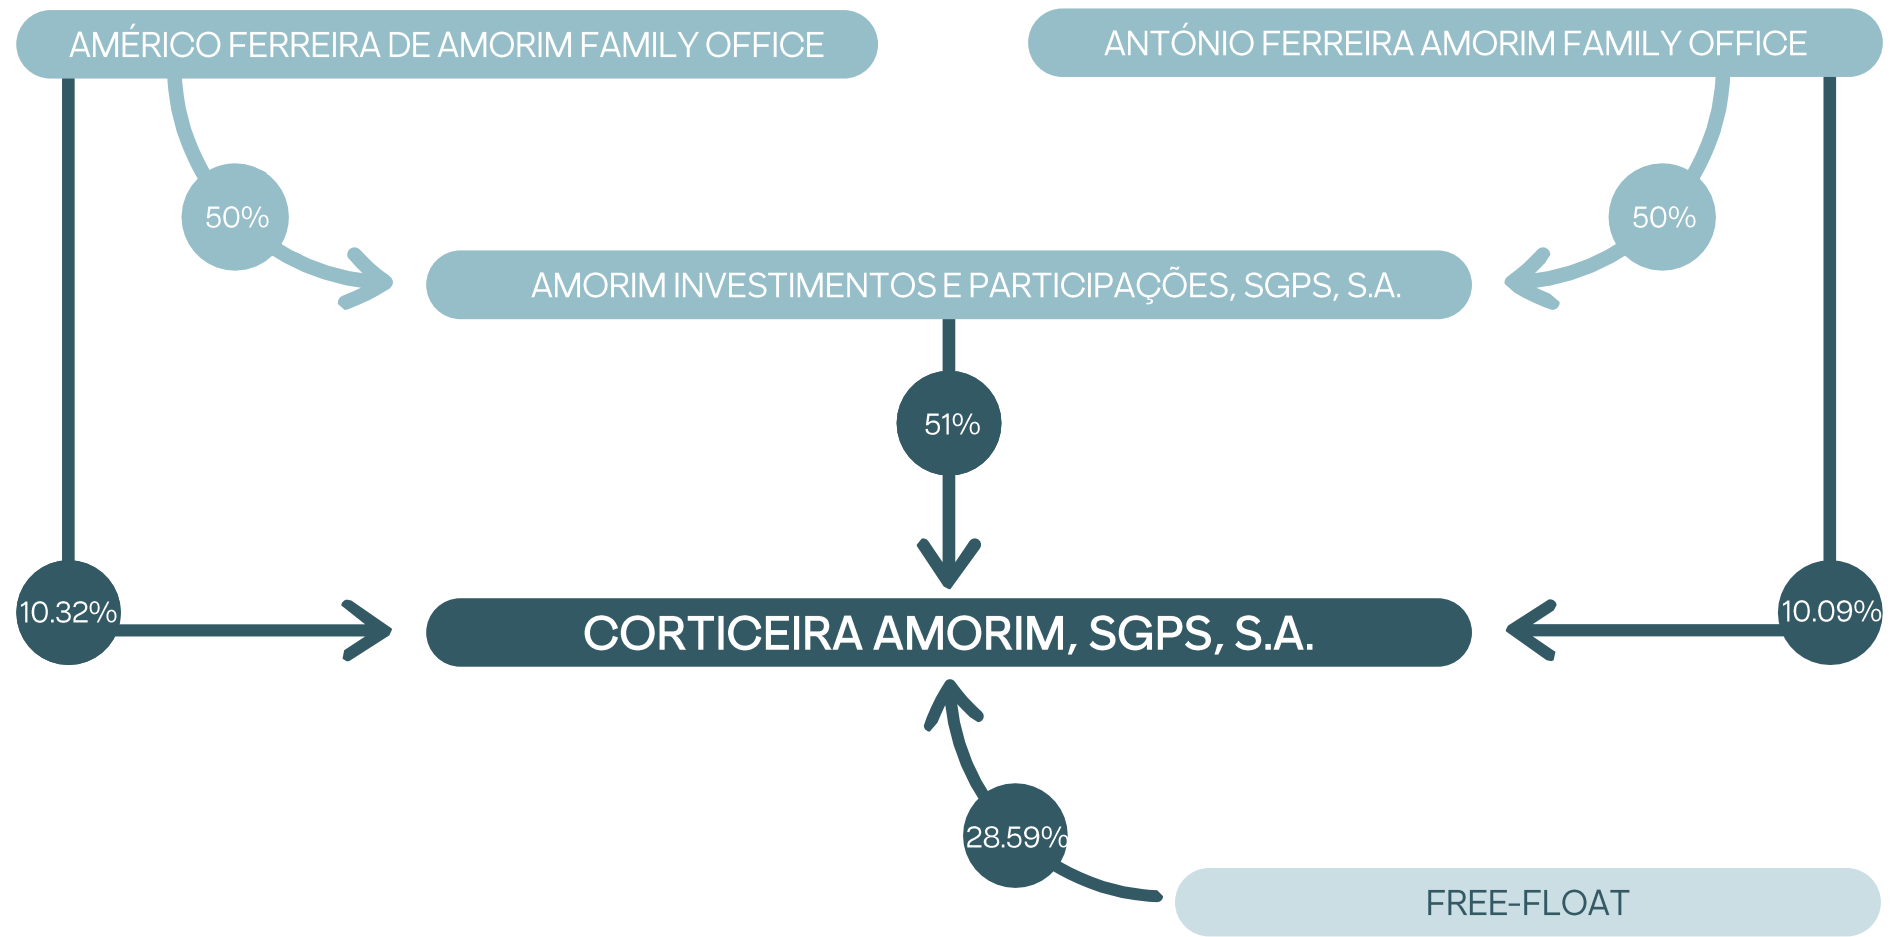 AMÉRICO FERREIRA DE AMORIM FAMILY OFFICE
ANTÓNIO FERREIRA AMORIM FAMILY OFFICE
50%
50%
AMORIM INVESTIMENTOS E PARTICIPAÇÕES, SGPS, S.A.
51%
10.32%
10.09%
CORTICEIRA AMORIM, SGPS, S.A.
28.59%
FREE-FLOAT